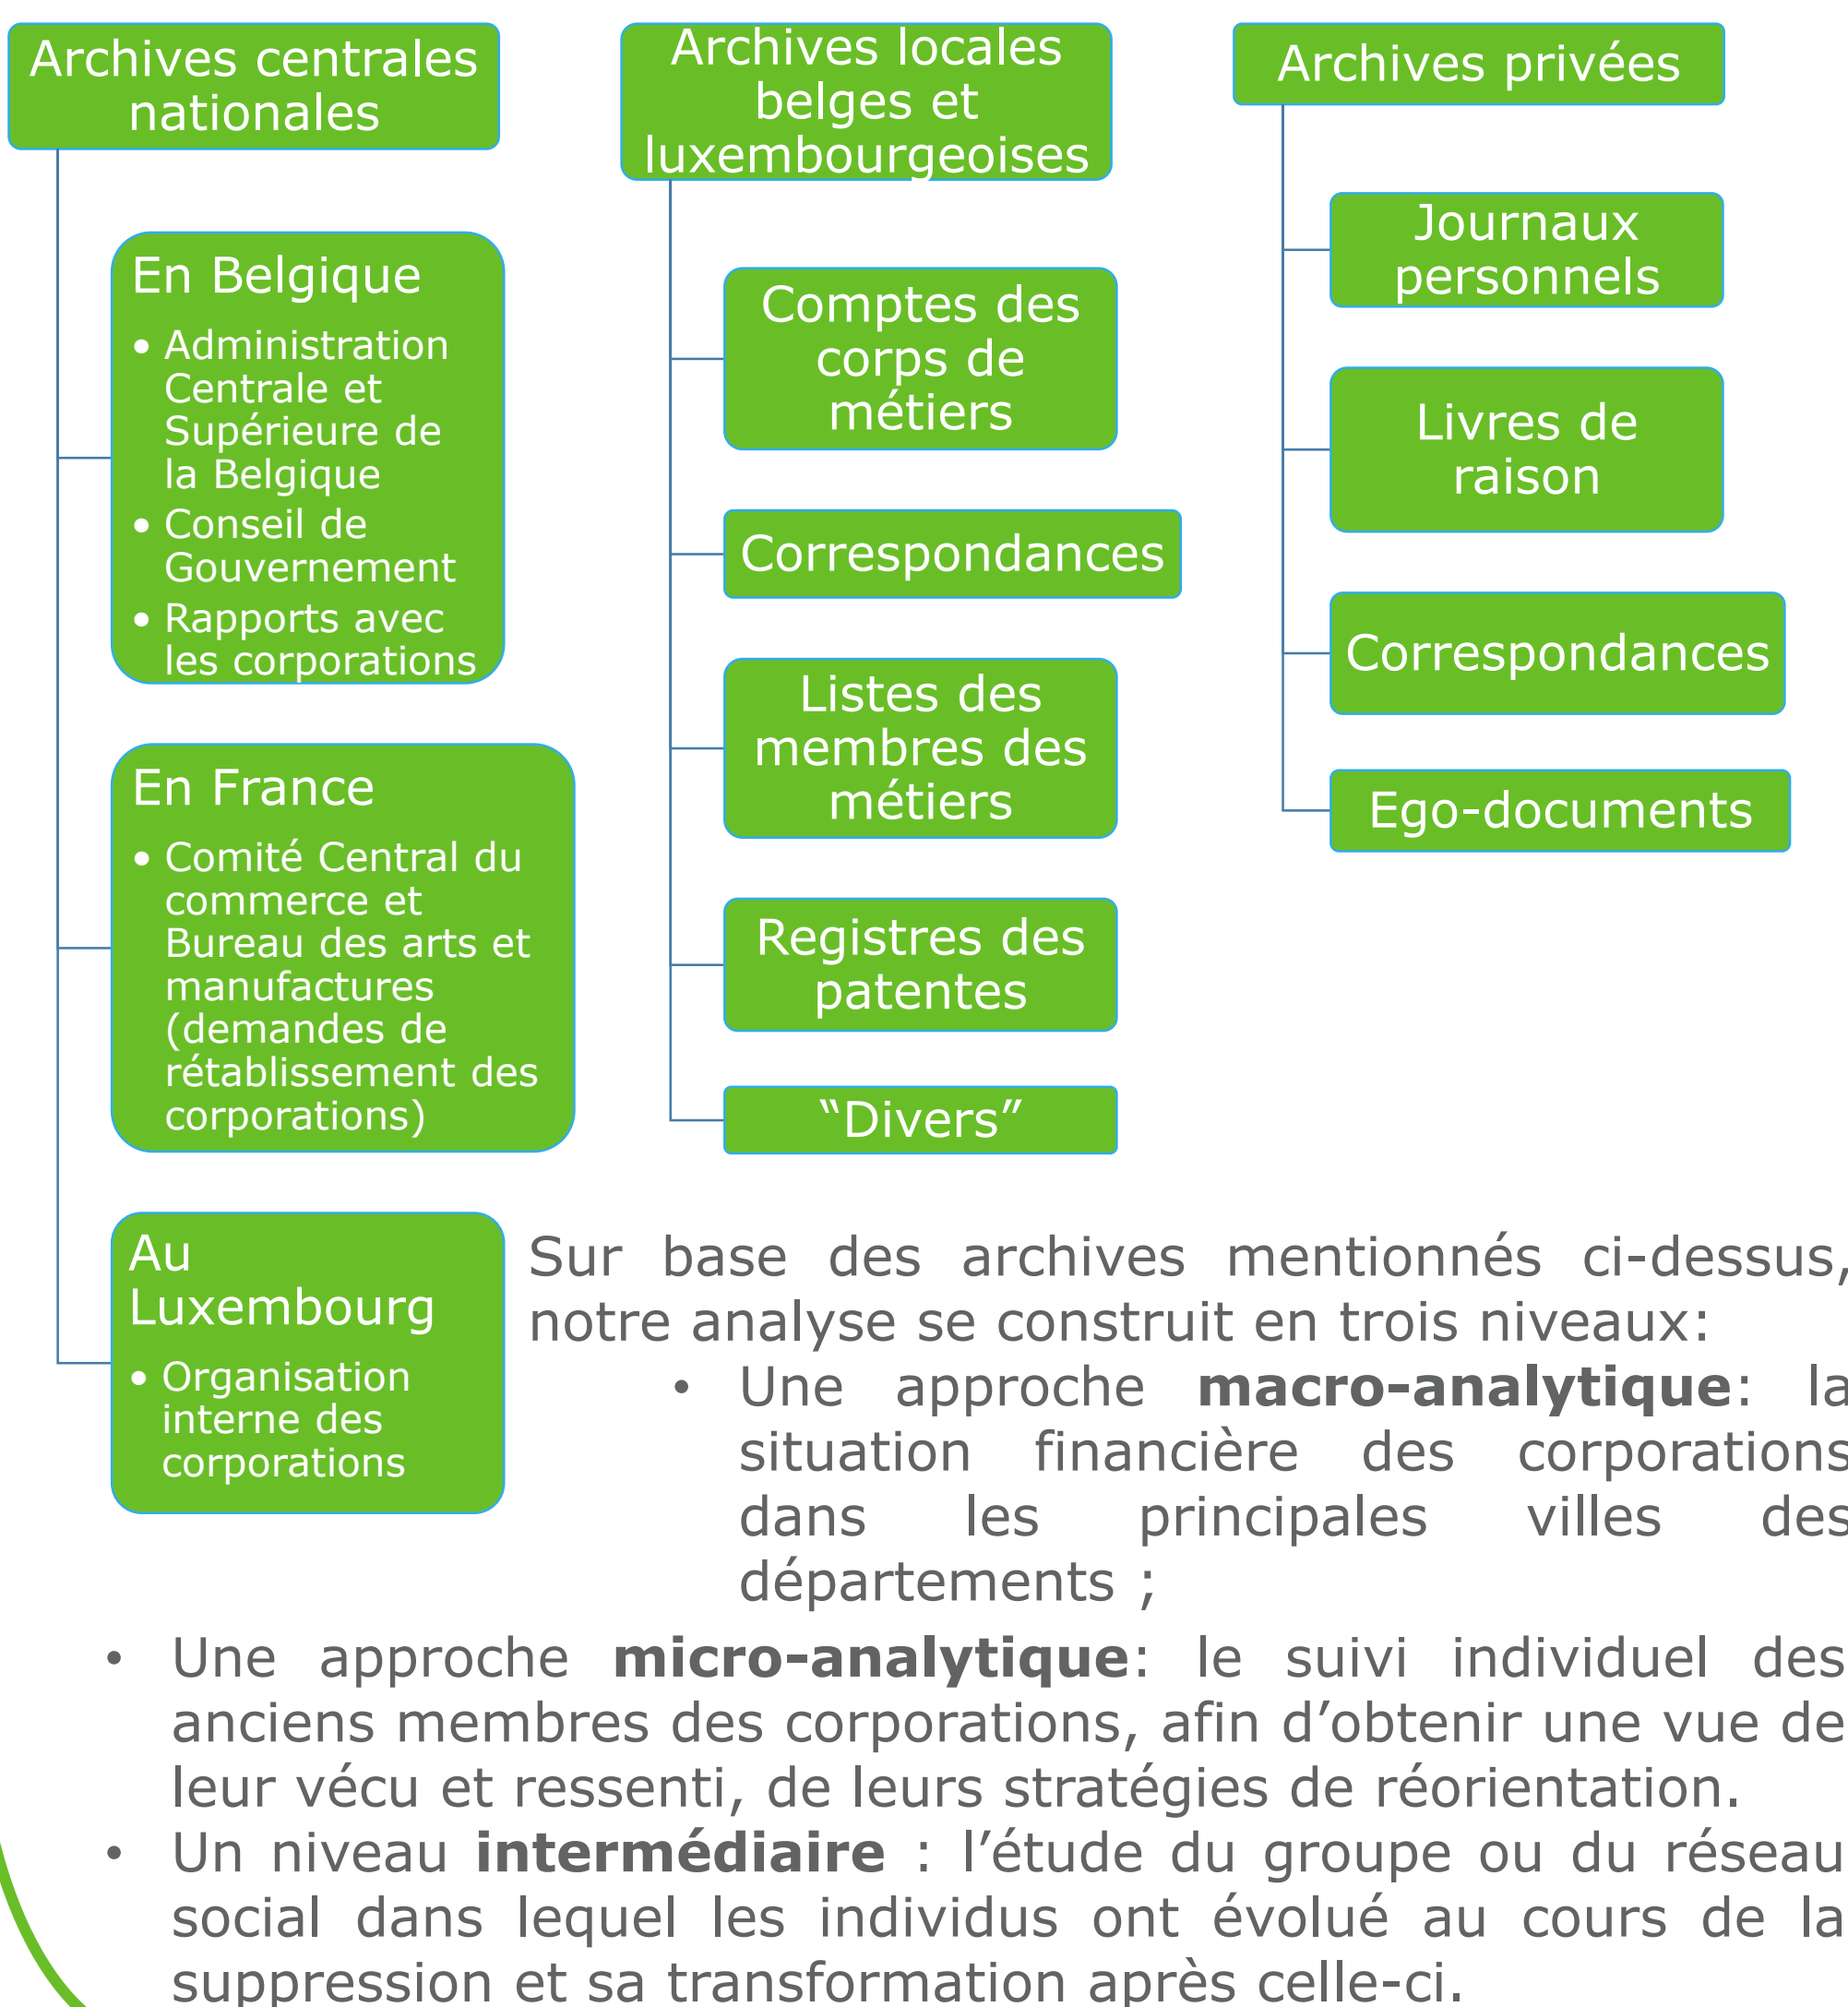 Archives centrales
nationales
En Belgique
• Administration
Centrale et
Supérieure de
la Belgique
• Conseil de
Gouvernement
• Rapports avec
les corporations
En France
• Comité Central du
commerce et
Bureau des arts et
manufactures
(demandes de
rétablissement des
corporations)
Au
Luxembourg
• Organisation
interne des
corporations
Archives locales
belges et
luxembourgeoises
Comptes des
corps de
métiers
Correspondances
Listes des
membres des
métiers
Registres des
patentes
“Divers”
Archives privées
Journaux
personnels
Livres de
raison
Correspondances
Ego-documents
Sur base des archives mentionnés ci-dessus,
notre analyse se construit en trois niveaux:
• Une approche macro-analytique: la
situation financière des corporations
dans les principales villes des
départements ;
• Une approche micro-analytique: le suivi individuel des
anciens membres des corporations, afin d’obtenir une vue de
leur vécu et ressenti, de leurs stratégies de réorientation.
• Un niveau intermédiaire : l’étude du groupe ou du réseau
social dans lequel les individus ont évolué au cours de la
suppression et sa transformation après celle-ci.